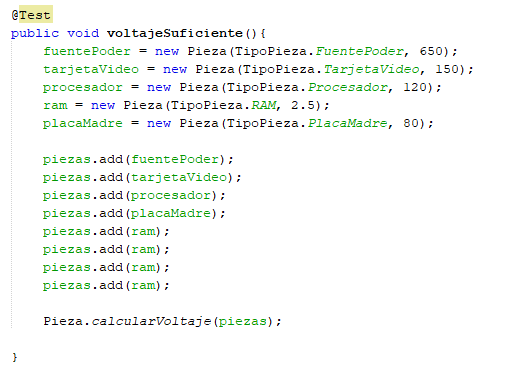 @Test
public void voltajeSuficiente(){
fuentePoder = new Pieza(TipoPieza.FuentePoder, 650);
tarjetaVideo = new Pieza(TipoPieza.TarjetaVideo, 150);
procesador = new Pieza(TipoPieza.Procesador, 120);
ram = new Pieza(TipoPieza.RAM, 2.5);
placaMadre = new Pieza(TipoPieza.PlacaMadre, 80);
piezas.add(fuentePoder);
piezas.add(tarjetaVideo);
piezas.add(procesador);
piezas.add(placaMadre);
piezas.add(ram);
piezas.add(ram);
piezas.add(ram);
piezas.add(ram);
Pieza.calcularVoltaje(piezas);
}